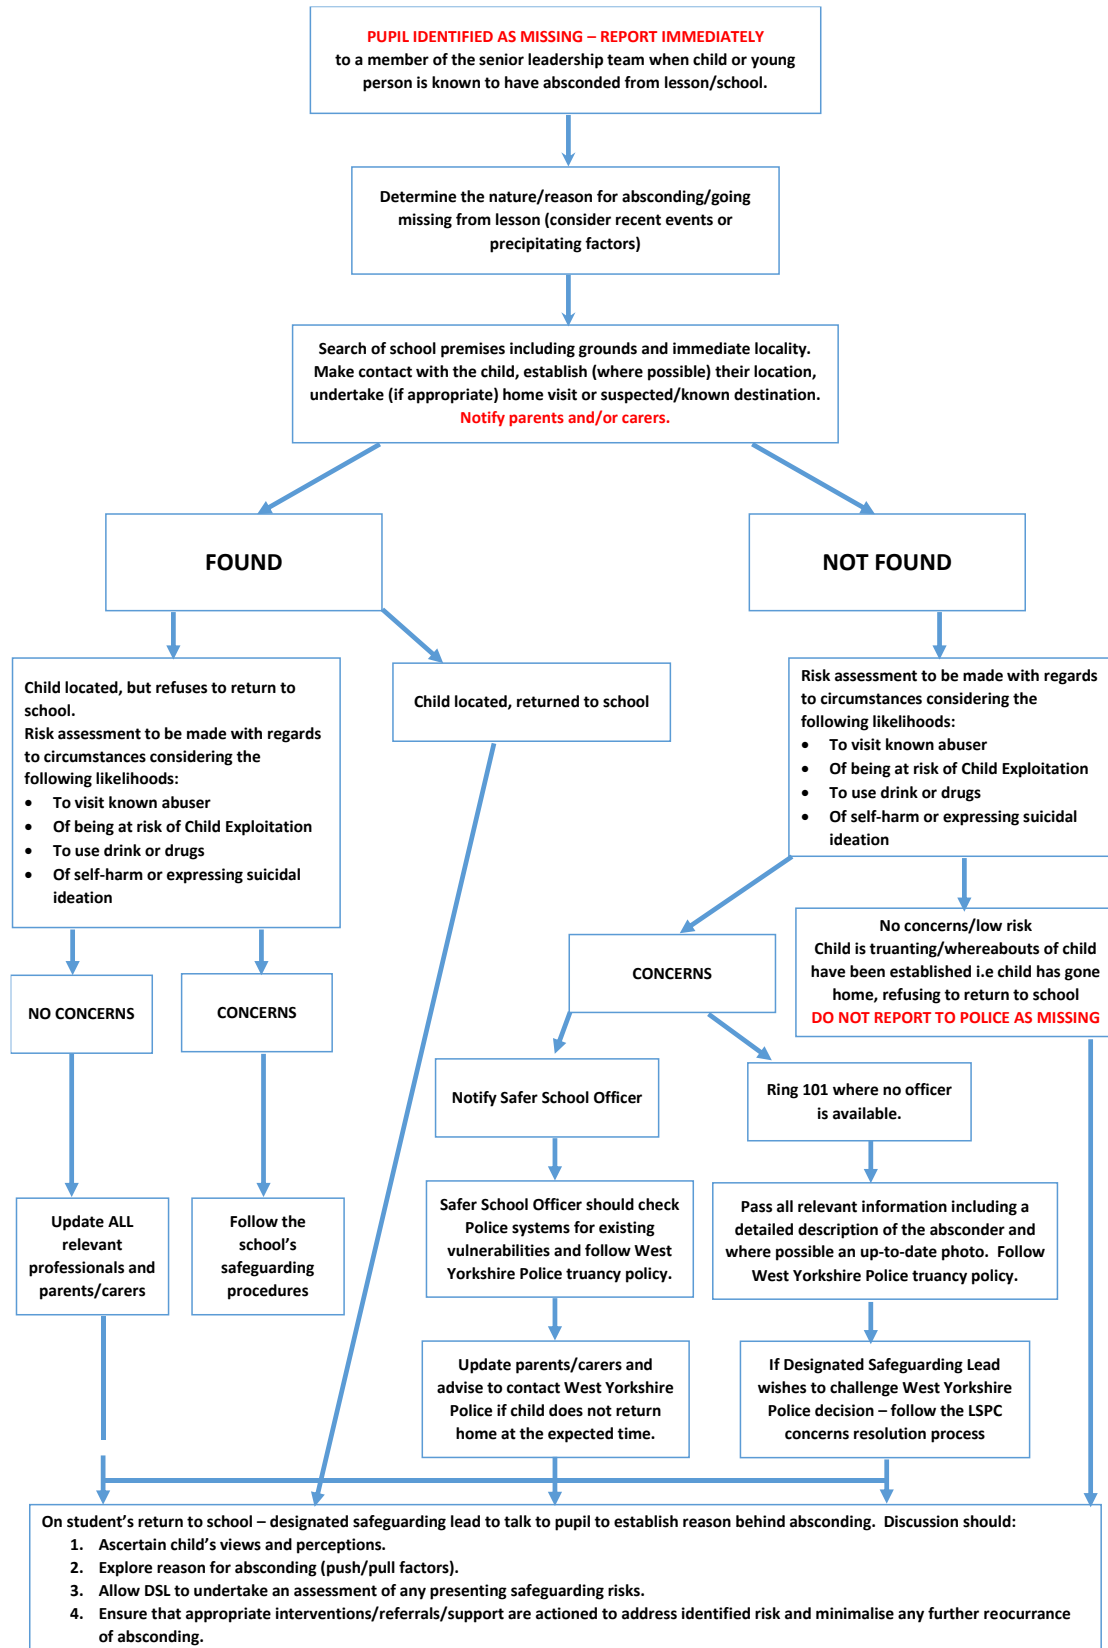 PUPIL IDENTIFIED AS MISSING – REPORT IMMEDIATELY
to a member of the senior leadership team when child or young
person is known to have absconded from lesson/school.
Determine the nature/reason for absconding/going
missing from lesson (consider recent events or
precipitating factors)
Search of school premises including grounds and immediate locality.
Make contact with the child, establish (where possible) their location,
undertake (if appropriate) home visit or suspected/known destination.
Notify parents and/or carers.
FOUND
NOT FOUND
Child located, but refuses to return to
school.
Risk assessment to be made with regards
to circumstances considering the
following likelihoods:
• To visit known abuser
• Of being at risk of Child Exploitation
• To use drink or drugs
• Of self-harm or expressing suicidal
ideation
Child located, returned to school
Risk assessment to be made with regards
to circumstances considering the
following likelihoods:
• To visit known abuser
• Of being at risk of Child Exploitation
• To use drink or drugs
• Of self-harm or expressing suicidal
ideation
NO CONCERNS
CONCERNS
CONCERNS
No concerns/low risk
Child is truanting/whereabouts of child
have been established i.e child has gone
home, refusing to return to school
DO NOT REPORT TO POLICE AS MISSING
Notify Safer School Officer
Ring 101 where no officer
is available.
Update ALL
relevant
professionals and
parents/carers
Follow the
school's
safeguarding
procedures
Safer School Officer should check
Police systems for existing
vulnerabilities and follow West
Yorkshire Police truancy policy.
Pass all relevant information including a
detailed description of the absconder and
where possible an up-to-date photo.  Follow
West Yorkshire Police truancy policy.
Update parents/carers and
advise to contact West Yorkshire
Police if child does not return
home at the expected time.
If Designated Safeguarding Lead
wishes to challenge West Yorkshire
Police decision – follow the LSPC
concerns resolution process
On student's return to school – designated safeguarding lead to talk to pupil to establish reason behind absconding.  Discussion should:
1. Ascertain child's views and perceptions.
2. Explore reason for absconding (push/pull factors).
3. Allow DSL to undertake an assessment of any presenting safeguarding risks.
4. Ensure that appropriate interventions/referrals/support are actioned to address identified risk and minimalise any further reocurrance
of absconding.